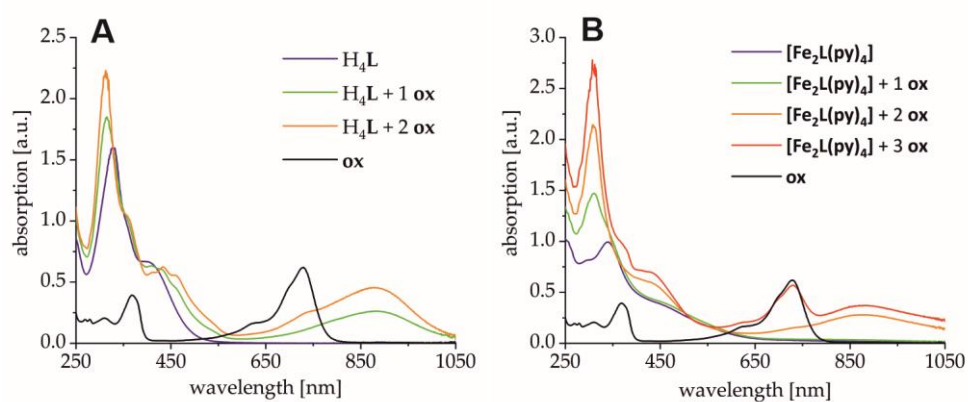 A
H₄L
H₄L + 1 ox
H₄L + 2 ox
ox
2.5
2.0
1.5
1.0
0.5
0.0
absorption [a.u.]
250 450 650 850 1050
wavelength [nm]
B
[Fe₂L(py)₄]
[Fe₂L(py)₄] + 1 ox
[Fe₂L(py)₄] + 2 ox
[Fe₂L(py)₄] + 3 ox
ox
3.0
2.5
2.0
1.5
1.0
0.5
0.0
absorption [a.u.]
250 450 650 850 1050
wavelength [nm]